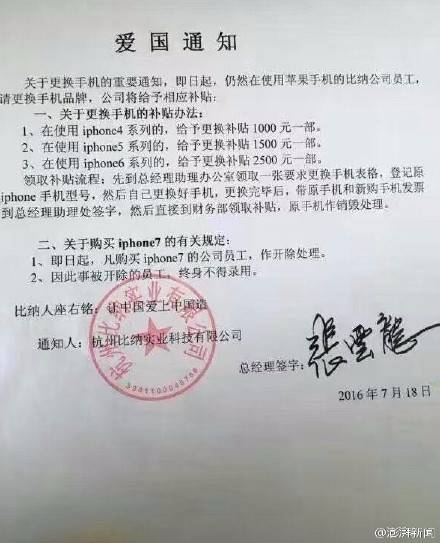 爱国通知
关于更换手机的重要通知，即日起，仍然在使用苹果手机的比纳公司员工，
请更换手机品牌，公司将给予相应补贴：
一、关于更换手机的补贴办法：
1、在使用 iphone4 系列的，给予更换补贴 1000 元一部。
2、在使用 iphone5 系列的，给予更换补贴 1500 元一部。
3、在使用 iphone6 系列的，给予更换补贴 2500 元一部。
领取补贴流程：先到总经理助理办公室领取一张要求更换手机表格，登记原
iphone 手机型号，然后自己更换好手机，更换完毕后，带原手机和新购手机发票
到总经理助理处签字，然后直接到财务部领取补贴，原手机作销毁处理。
二、关于购买 iphone7 的有关规定：
1、即日起，凡购买 iphone7 的公司员工，作开除处理。
2、因此事被开除的员工，终身不得录用。
比纳人座右铭：让中国爱上中国造
通知人：杭州比纳实业科技有限公司
总经理签字：張雲龍
2016 年 7 月 18 日
@澎湃新闻